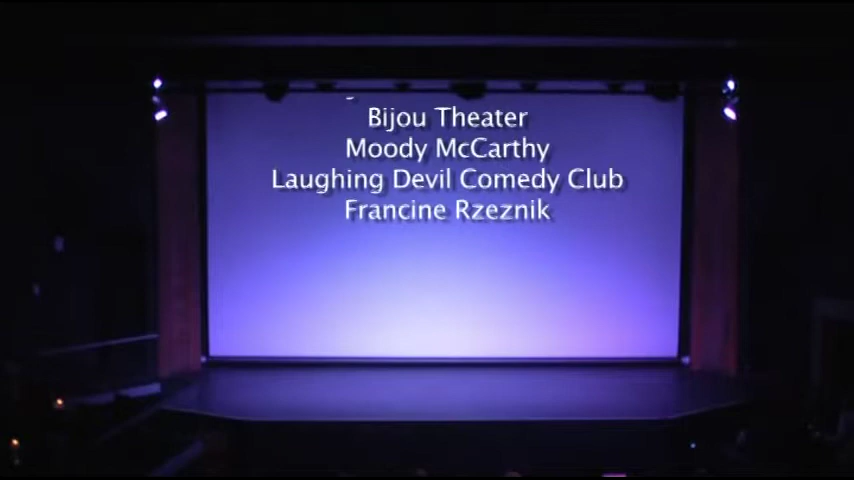 Bijou Theater
Moody McCarthy
Laughing Devil Comedy Club
Francine Rzeznik